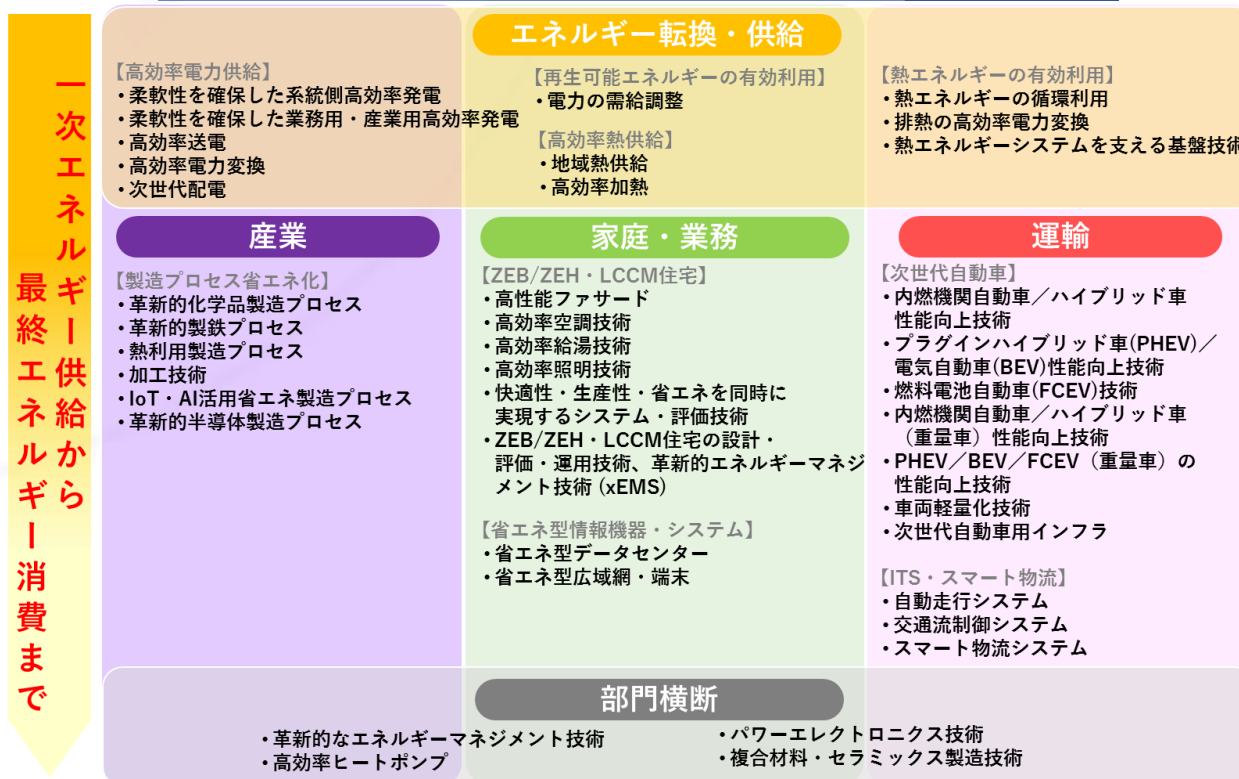 一次エネルギー供給から
最終エネルギー消費まで
エネルギー転換・供給
【高効率電力供給】
・柔軟性を確保した系統側高効率発電
・柔軟性を確保した業務用・産業用高効率発電
・高効率送電
・高効率電力変換
・次世代配電
【再生可能エネルギーの有効利用】
・電力の需給調整
【高効率熱供給】
・地域熱供給
・高効率加熱
【熱エネルギーの有効利用】
・熱エネルギーの循環利用
・排熱の高効率電力変換
・熱エネルギーシステムを支える基盤技術
産業
【製造プロセス省エネ化】
・革新的化学品製造プロセス
・革新的製鉄プロセス
・熱利用製造プロセス
・加工技術
・IoT・AI活用省エネ製造プロセス
・革新的半導体製造プロセス
家庭・業務
【ZEB/ZEH・LCCM住宅】
・高性能ファサード
・高効率空調技術
・高効率給湯技術
・高効率照明技術
・快適性・生産性・省エネを同時に
実現するシステム・評価技術
・ZEB/ZEH・LCCM住宅の設計・
評価・運用技術、革新的エネルギーマネジ
メント技術 (xEMS)
【省エネ型情報機器・システム】
・省エネ型データセンター
・省エネ型広域網・端末
運輸
【次世代自動車】
・内燃機関自動車／ハイブリッド車
性能向上技術
・プラグインハイブリッド車(PHEV)／
電気自動車(BEV)性能向上技術
・燃料電池自動車(FCEV)技術
・内燃機関自動車／ハイブリッド車
（重量車）性能向上技術
・PHEV／BEV／FCEV（重量車）の
性能向上技術
・車両軽量化技術
・次世代自動車用インフラ
【ITS・スマート物流】
・自動走行システム
・交通流制御システム
・スマート物流システム
部門横断
・革新的なエネルギーマネジメント技術
・高効率ヒートポンプ
・パワーエレクトロニクス技術
・複合材料・セラミックス製造技術